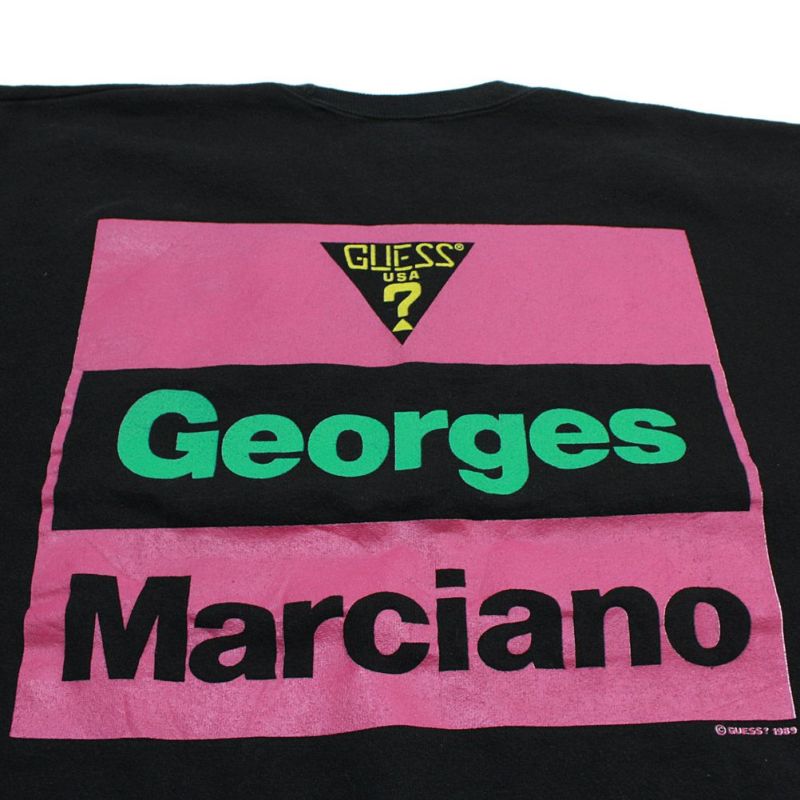 GUESS®
USA
?
Georges
Marciano
© GUESS? 1989